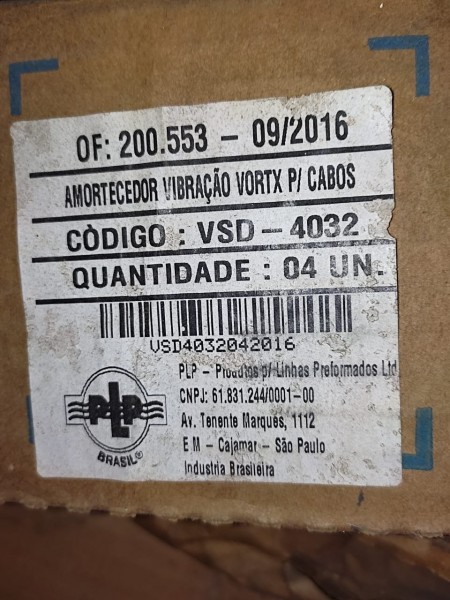 OF: 200.553 - 09/2016
AMORTECEDOR VIBRAÇÃO VORTX P/ CABOS
CÒDIGO : VSD - 4032
QUANTIDADE : 04 UN.
VSD4032042016
PLP - Produtos p/ Linhas Preformados Ltd
CNPJ: 61.831.244/0001-00
Av. Tenente Marques, 1112
E M - Cajamar - São Paulo
Industria Brasileira
PLP
BRASIL®